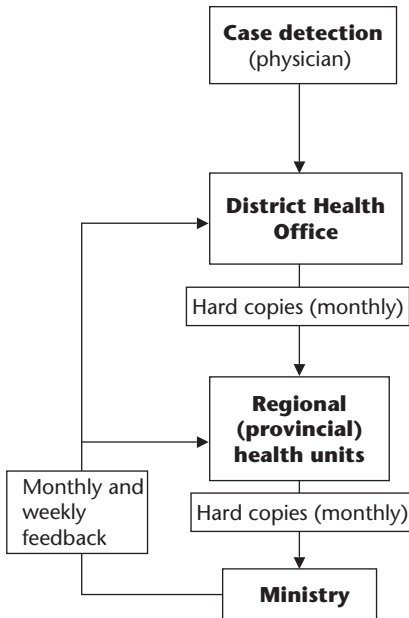 Case detection
(physician)
District Health
Office
Hard copies (monthly)
Regional
(provincial)
health units
Monthly and
weekly
feedback
Hard copies (monthly)
Ministry